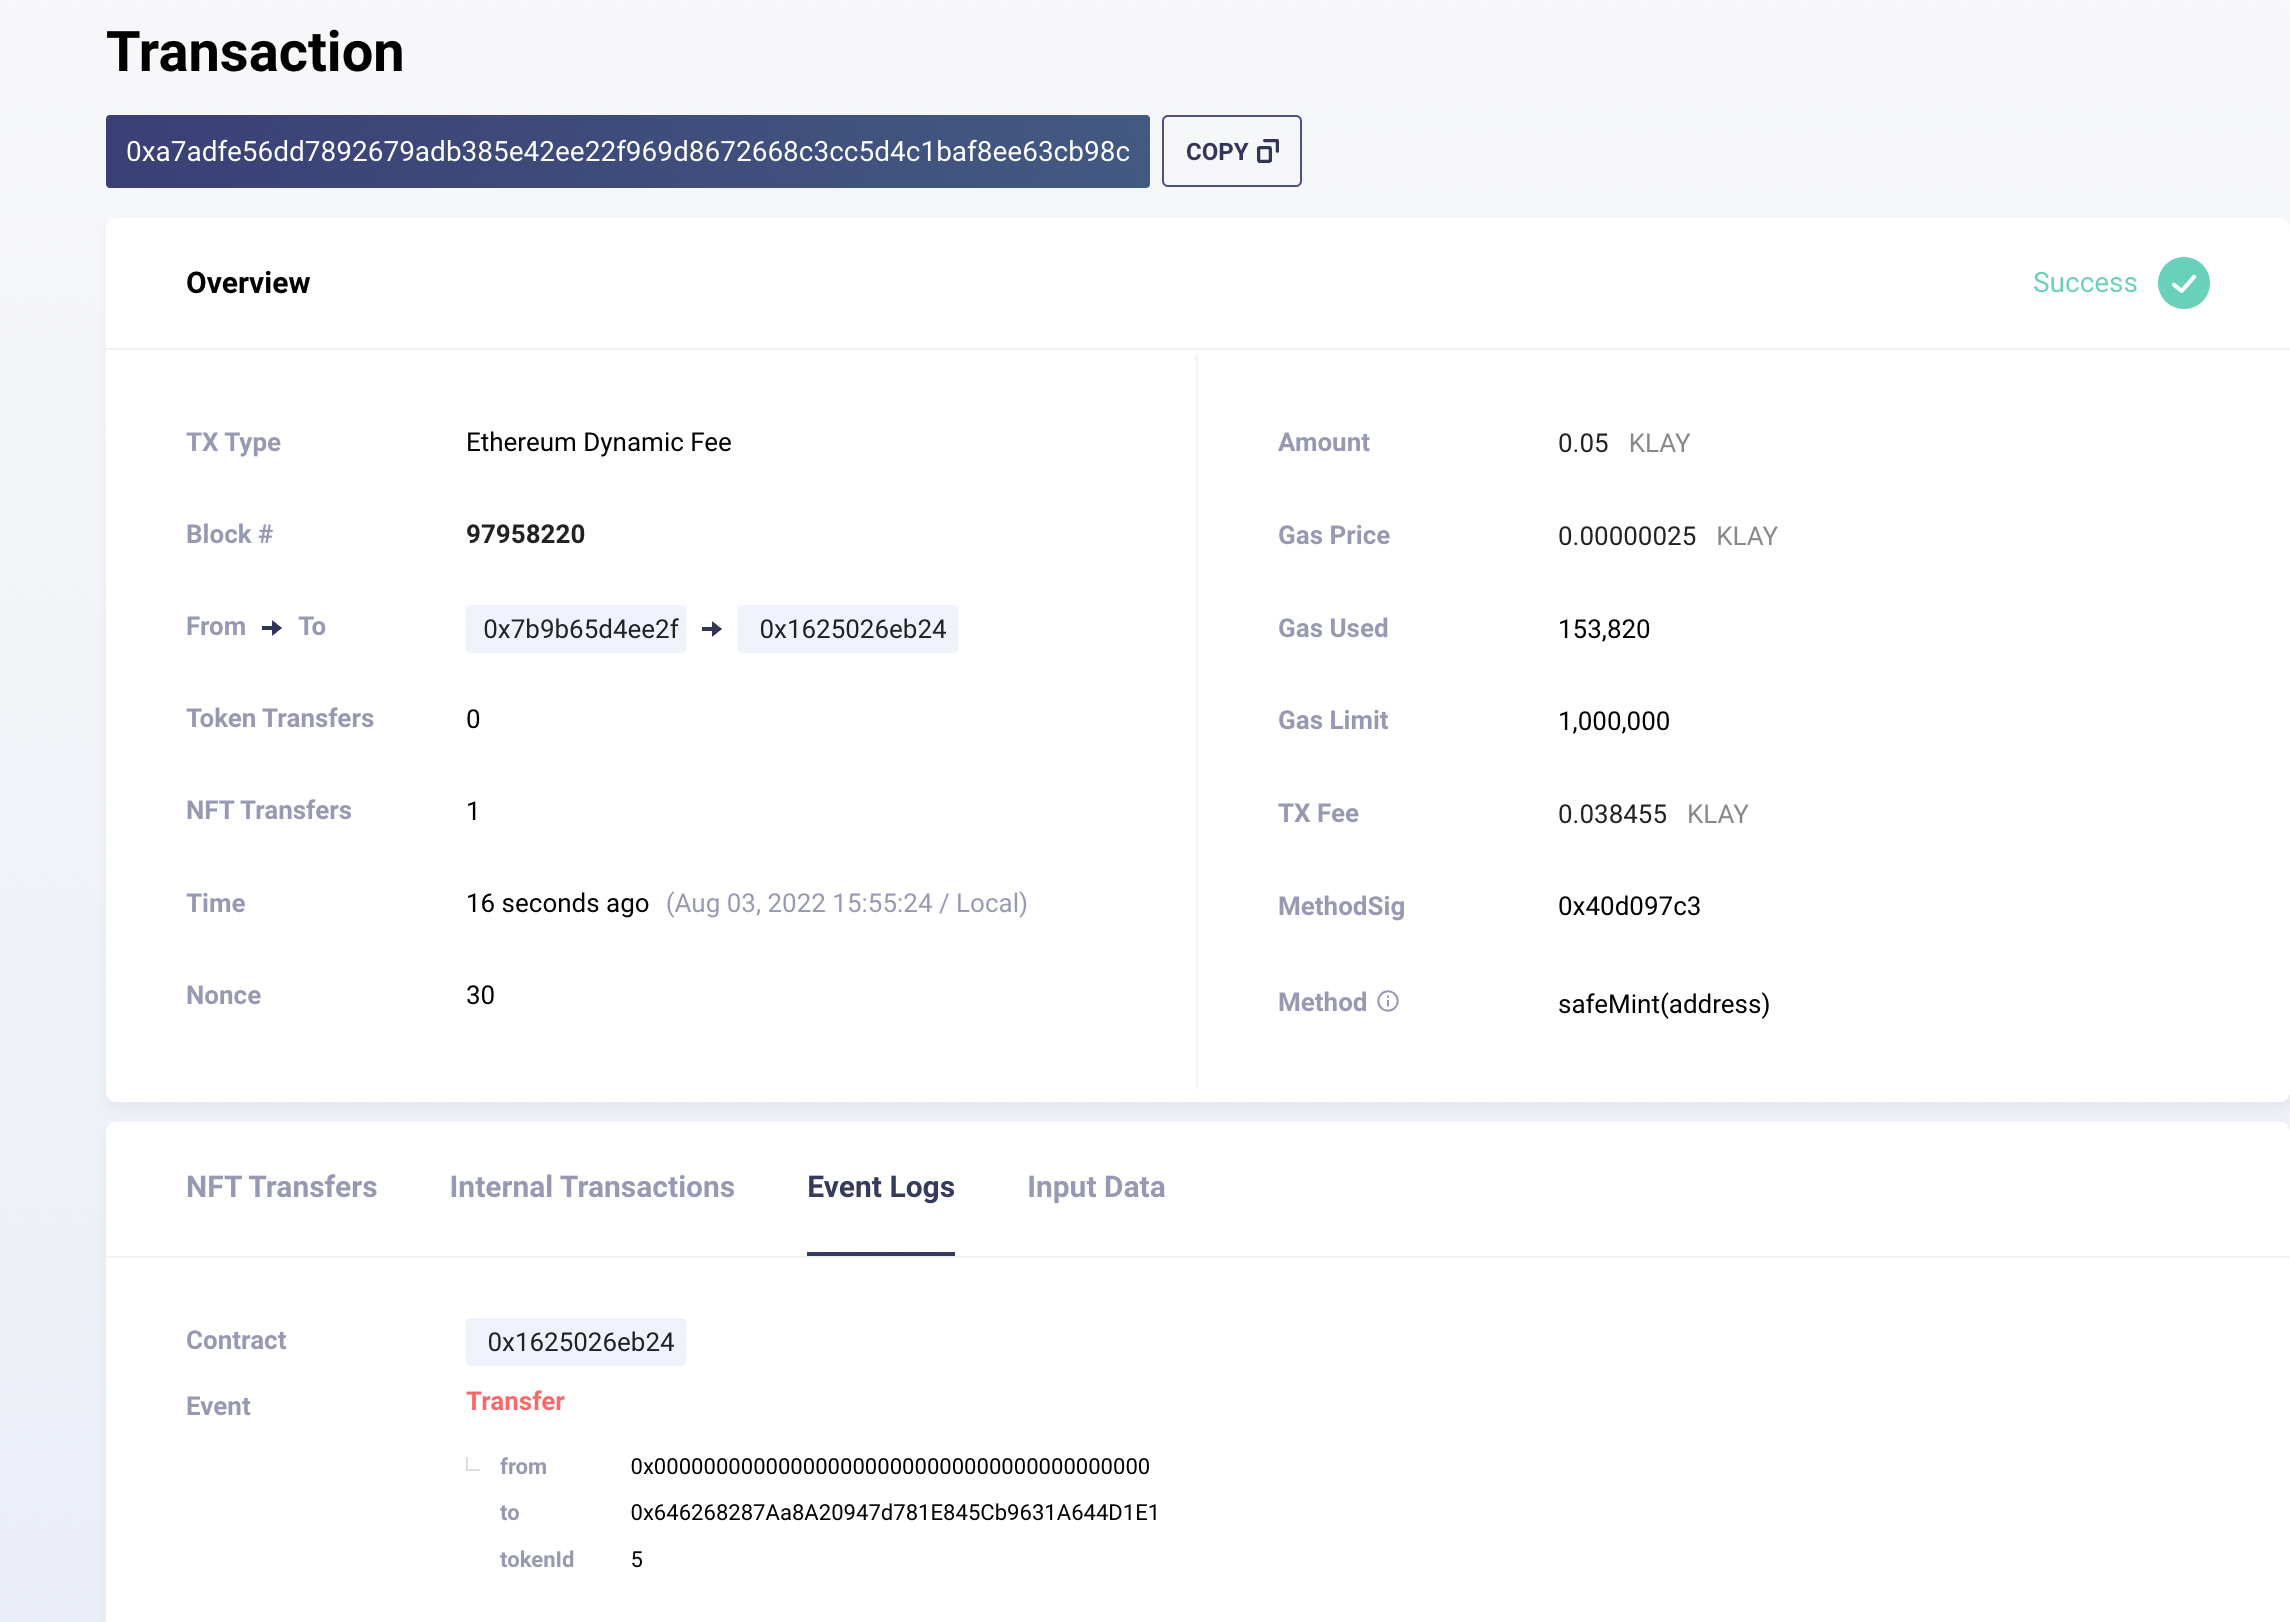 Transaction
0xa7adfe56dd7892679adb385e42ee22f969d8672668c3cc5d4c1baf8ee63cb98c COPY
Overview Success
TX Type Ethereum Dynamic Fee
Block # 97958220
From → To 0x7b9b65d4ee2f → 0x1625026eb24
Token Transfers 0
NFT Transfers 1
Time 16 seconds ago (Aug 03, 2022 15:55:24 / Local)
Nonce 30
Amount 0.05 KLAY
Gas Price 0.00000025 KLAY
Gas Used 153,820
Gas Limit 1,000,000
TX Fee 0.038455 KLAY
MethodSig 0x40d097c3
Method safeMint(address)
NFT Transfers Internal Transactions Event Logs Input Data
Contract 0x1625026eb24
Event Transfer
from 0x0000000000000000000000000000000000000000
to 0x646268287Aa8A20947d781E845Cb9631A644D1E1
tokenId 5